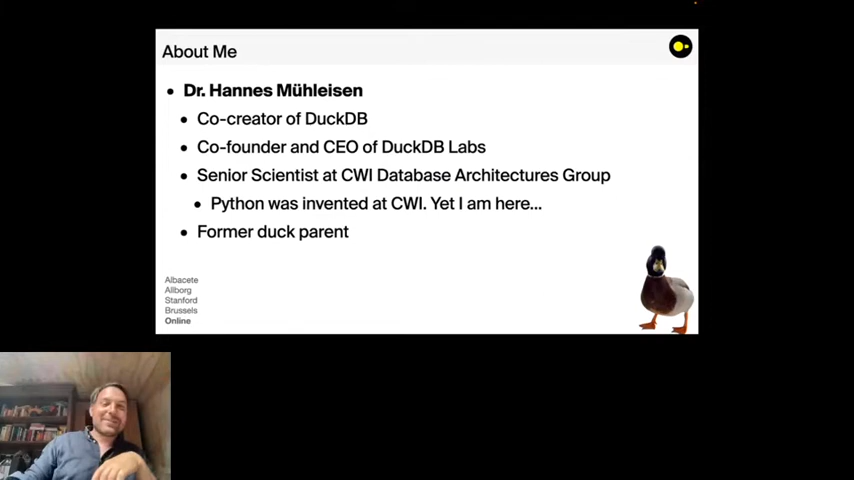 About Me
Dr. Hannes Mühleisen
Co-creator of DuckDB
Co-founder and CEO of DuckDB Labs
Senior Scientist at CWI Database Architectures Group
Python was invented at CWI. Yet I am here...
Former duck parent
Albacete
Allborg
Stanford
Brussels
Online